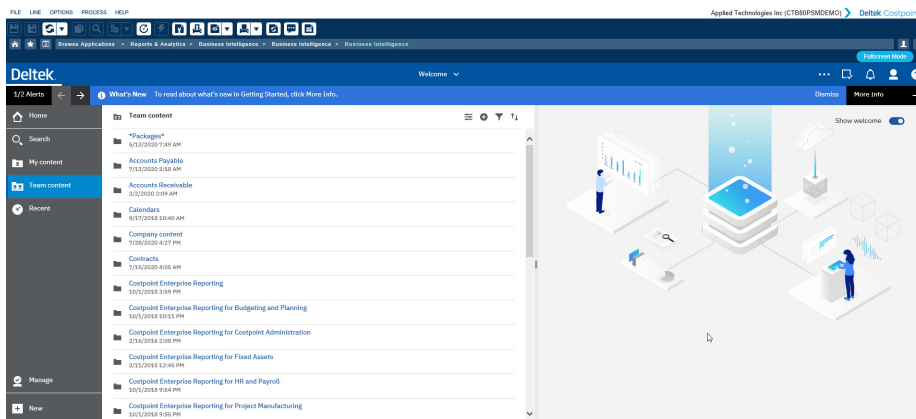 FILE LINE OPTIONS PROCESS HELP
Applied Technologies Inc (CTB80PSMDEMO) Deltek Costpoin
Browse Applications > Reports & Analytics > Business Intelligence > Business Intelligence > Business Intelligence
Fullscreen Mode
Deltek
Welcome
1/2 Alerts
What's New To read about what's new in Getting Started, click More Info.
Dismiss
More Info
Home
Team content
Show welcome
Search
*Packages*
5/13/2020 7:49 AM
My content
Accounts Payable
7/13/2020 5:18 AM
Team content
Accounts Receivable
3/2/2020 3:09 AM
Recent
Calendars
9/17/2018 10:40 AM
Company content
7/28/2020 4:27 PM
Contracts
7/15/2020 4:05 AM
Costpoint Enterprise Reporting
10/1/2018 3:59 PM
Costpoint Enterprise Reporting for Budgeting and Planning
10/1/2018 10:11 PM
Costpoint Enterprise Reporting for Costpoint Administration
2/16/2016 2:08 PM
Costpoint Enterprise Reporting for Fixed Assets
2/11/2015 12:45 PM
Manage
Costpoint Enterprise Reporting for HR and Payroll
10/1/2018 9:54 PM
New
Costpoint Enterprise Reporting for Project Manufacturing
10/1/2018 9:55 PM